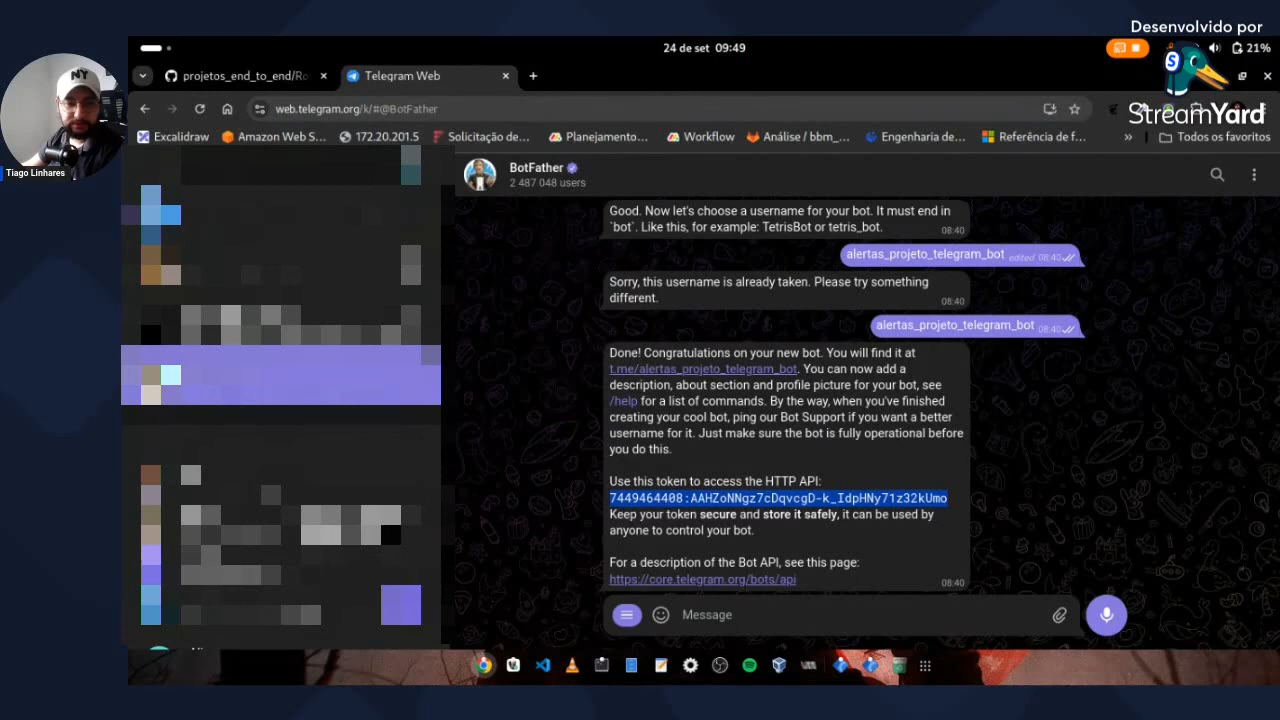 Desenvolvido por
24 de set 09:49
21%
projetos_end_to_end/Ro
Telegram Web
StreamYard
web.telegram.org/k/#@BotFather
Excalidraw
Amazon Web S...
172.20.201.5
Solicitação de...
Planejamento...
Workflow
Análise / bbm_...
Engenharia de...
Referência de f...
Todos os favoritos
Tiago Linhares
BotFather
2 487 048 users
Good. Now let's choose a username for your bot. It must end in
`bot`. Like this, for example: TetrisBot or tetris_bot.
08:40
alertas_projeto_telegram_bot edited 08:40
Sorry, this username is already taken. Please try something
different.
08:40
alertas_projeto_telegram_bot 08:40
Done! Congratulations on your new bot. You will find it at
t.me/alertas_projeto_telegram_bot. You can now add a
description, about section and profile picture for your bot, see
/help for a list of commands. By the way, when you've finished
creating your cool bot, ping our Bot Support if you want a better
username for it. Just make sure the bot is fully operational before
you do this.
Use this token to access the HTTP API:
7449464408:AAHZoNNgz7cDqvcgD-k_IdpHNy71z32kUmo
Keep your token secure and store it safely, it can be used by
anyone to control your bot.
For a description of the Bot API, see this page:
https://core.telegram.org/bots/api
08:40
Message